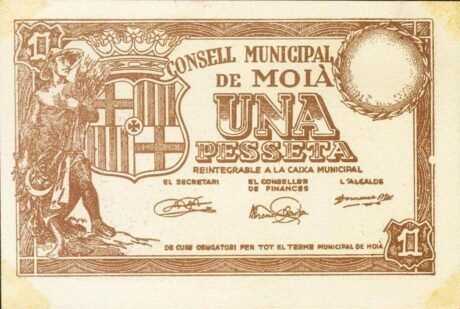 1
CONSELL MUNICIPAL
DE MOIÀ
UNA
PESSETA
REINTEGRABLE A LA CAIXA MUNICIPAL
EL SECRETARI EL CONSELLER L'ALCALDE
DE FINANCES
DE CURS OBLIGATORI PER TOT EL TERME MUNICIPAL DE MOIÀ
1